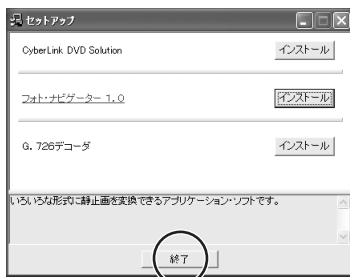 セットアップ
CyberLink DVD Solution
インストール
フォト・ナビゲーター 1.0
インストール
G.726デコーダ
インストール
いろいろな形式に静止画を変換できるアプリケーション・ソフトです。
終了